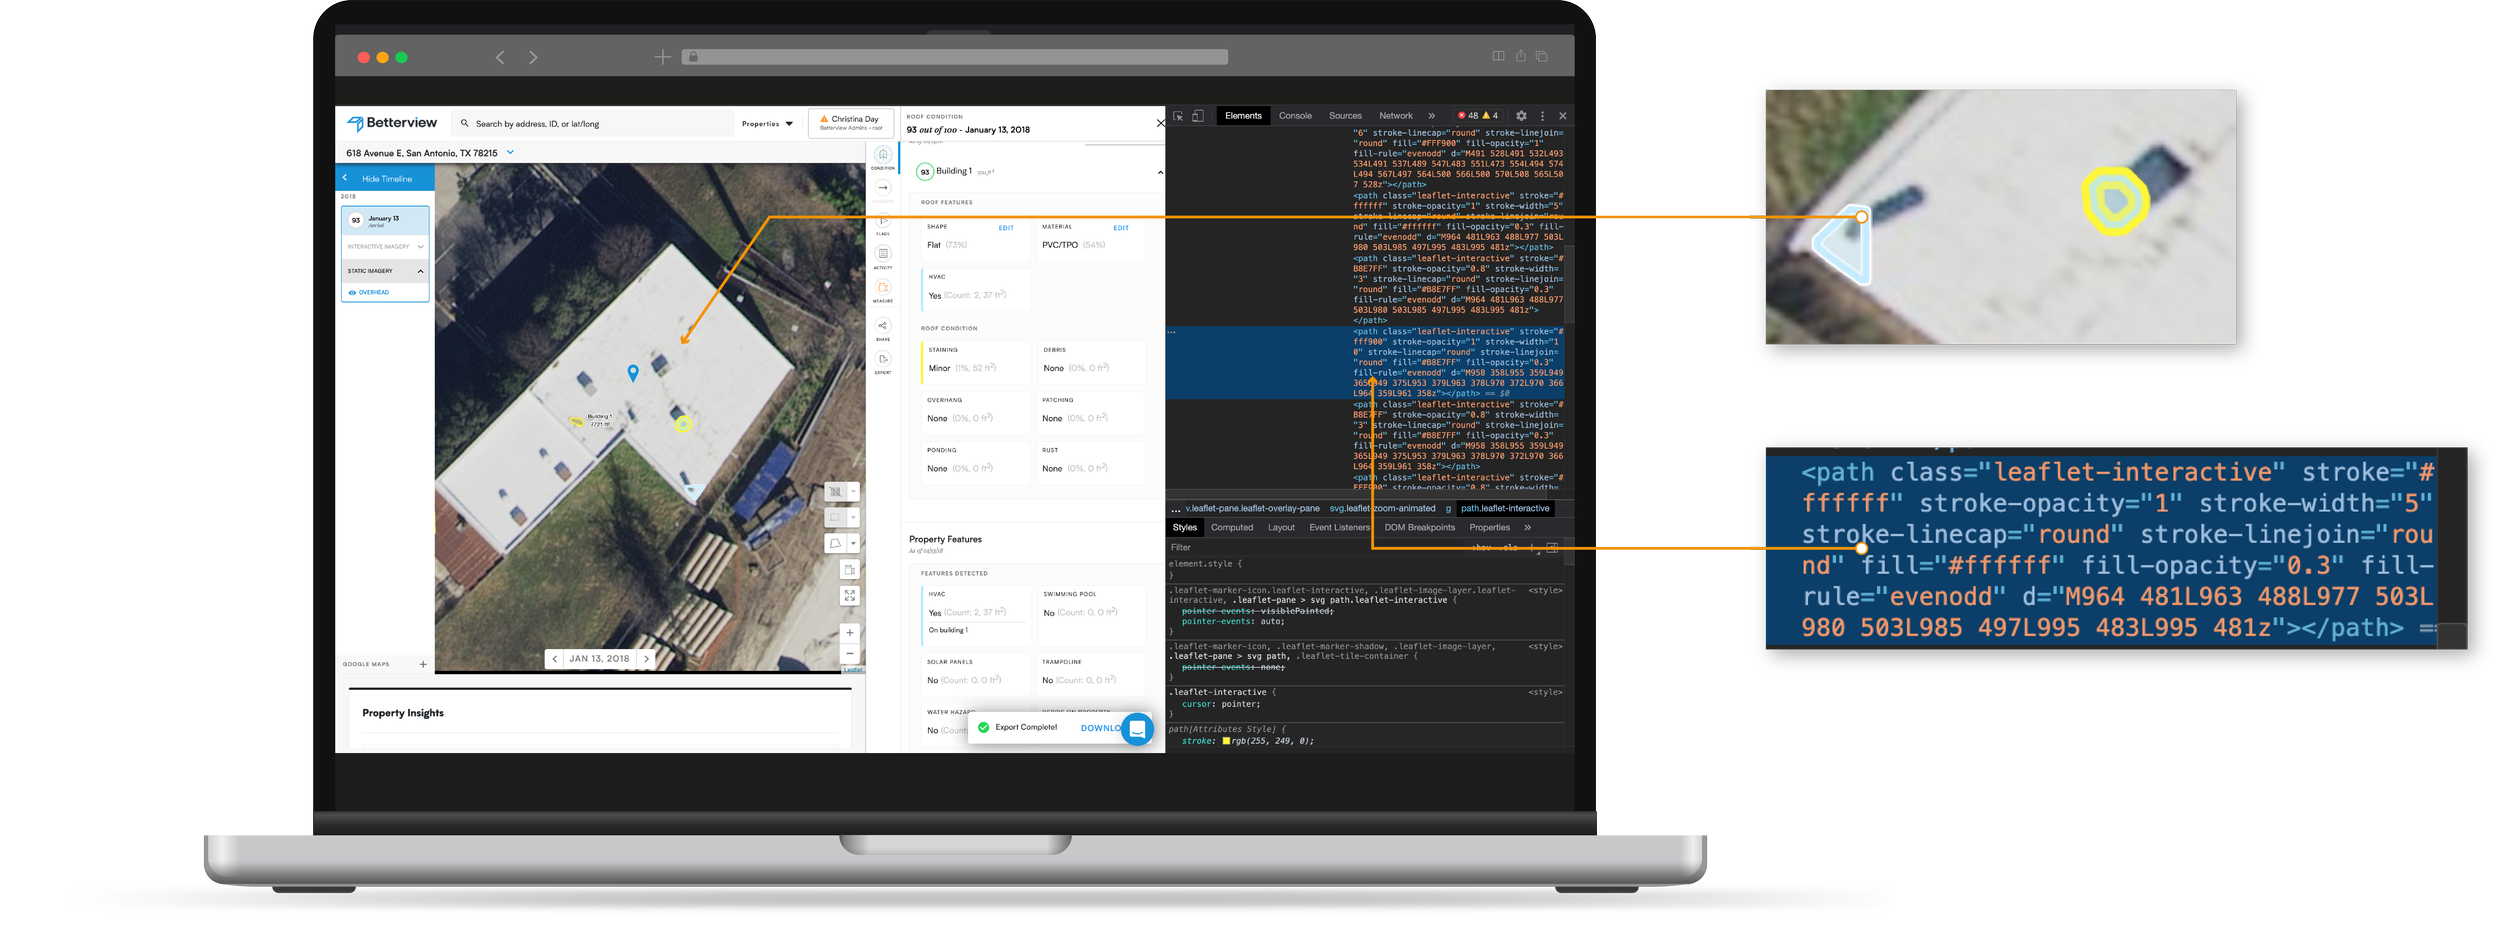 Betterview
Search by address, ID, or lat/long
Properties
Christina Day
Betterview Admins - root
618 Avenue E, San Antonio, TX 78215
Hide Timeline
2018
93
January 13
Aerial
INTERACTIVE IMAGERY
STATIC IMAGERY
OVERHEAD
GOOGLE MAPS
Building 1
7721 ft²
JAN 13, 2018
Leaflet
Property Insights
CONDITION
FLAGS
ACTIVITY
MEASURE
SHARE
EXPORT
ROOF CONDITION
93 out of 100 - January 13, 2018
93 Building 1
ROOF FEATURES
SHAPE EDIT
Flat (73%)
MATERIAL EDIT
PVC/TPO (64%)
HVAC
Yes (Count: 2, 37 ft²)
ROOF CONDITION
STAINING
Minor (1%, 52 ft²)
DEBRIS
None (0%, 0 ft²)
OVERHANG
None (0%, 0 ft²)
PATCHING
None (0%, 0 ft²)
PONDING
None (0%, 0 ft²)
RUST
None (0%, 0 ft²)
Property Features
As of 01/13/18
FEATURES DETECTED
HVAC
Yes (Count: 2, 37 ft²)
On building 1
SWIMMING POOL
No (Count: 0, 0 ft²)
SOLAR PANELS
No (Count: 0, 0 ft²)
TRAMPOLINE
No (Count: 0, 0 ft²)
WATER HAZARD
No (Count:
Export Complete!
DOWNLO
Elements Console Sources Network » 48 4
"6" stroke-linecap="round" stroke-linejoin=
"round" fill="#FFF900" fill-opacity="1"
fill-rule="evenodd" d="M491 528L491 532L493
534L491 537L489 547L483 551L473 554L494 574
L494 567L497 564L500 566L500 570L508 565L50
7 528z"></path>
<path class="leaflet-interactive" stroke="#
ffffff" stroke-opacity="1" stroke-width="5"
stroke-linecap="round" stroke-linejoin="rou
nd" fill="#ffffff" fill-opacity="0.3" fill-
rule="evenodd" d="M964 481L963 488L977 503L
980 503L985 497L995 483L995 481z"></path>
<path class="leaflet-interactive" stroke="#
B8E7FF" stroke-opacity="0.8" stroke-width=
"3" stroke-linecap="round" stroke-linejoin=
"round" fill="#B8E7FF" fill-opacity="0.3"
fill-rule="evenodd" d="M964 481L963 488L977
503L980 503L985 497L995 483L995 481z">
</path>
<path class="leaflet-interactive" stroke="#
fff900" stroke-opacity="1" stroke-width="1
0" stroke-linecap="round" stroke-linejoin=
"round" fill="#B8E7FF" fill-opacity="0.3"
fill-rule="evenodd" d="M958 358L955 359L949
365L949 375L953 379L963 378L970 372L970 366
L964 359L961 358z"></path> == $0
<path class="leaflet-interactive" stroke="#
B8E7FF" stroke-opacity="0.8" stroke-width=
"3" stroke-linecap="round" stroke-linejoin=
"round" fill="#B8E7FF" fill-opacity="0.3"
fill-rule="evenodd" d="M958 358L955 359L949
365L949 375L953 379L963 378L970 372L970 366
L964 359L961 358z"></path>
<path class="leaflet-interactive" stroke="#
FFF900" stroke-opacity="0.8" stroke-width=
... v.leaflet-pane.leaflet-overlay-pane svg.leaflet-zoom-animated g path.leaflet-interactive
Styles Computed Layout Event Listeners DOM Breakpoints Properties »
Filter :hov .cls +
element.style {
}
.leaflet-marker-icon.leaflet-interactive, .leaflet-image-layer.leaflet- <style>
interactive, .leaflet-pane > svg path.leaflet-interactive {
pointer-events: visiblePainted;
pointer-events: auto;
}
.leaflet-marker-icon, .leaflet-marker-shadow, .leaflet-image-layer, <style>
.leaflet-pane > svg path, .leaflet-tile-container {
pointer-events: none;
}
.leaflet-interactive { <style>
cursor: pointer;
}
path[Attributes Style] {
stroke: rgb(255, 249, 0);
<path class="leaflet-interactive" stroke="#
ffffff" stroke-opacity="1" stroke-width="5"
stroke-linecap="round" stroke-linejoin="rou
nd" fill="#ffffff" fill-opacity="0.3" fill-
rule="evenodd" d="M964 481L963 488L977 503L
980 503L985 497L995 483L995 481z"></path> ==